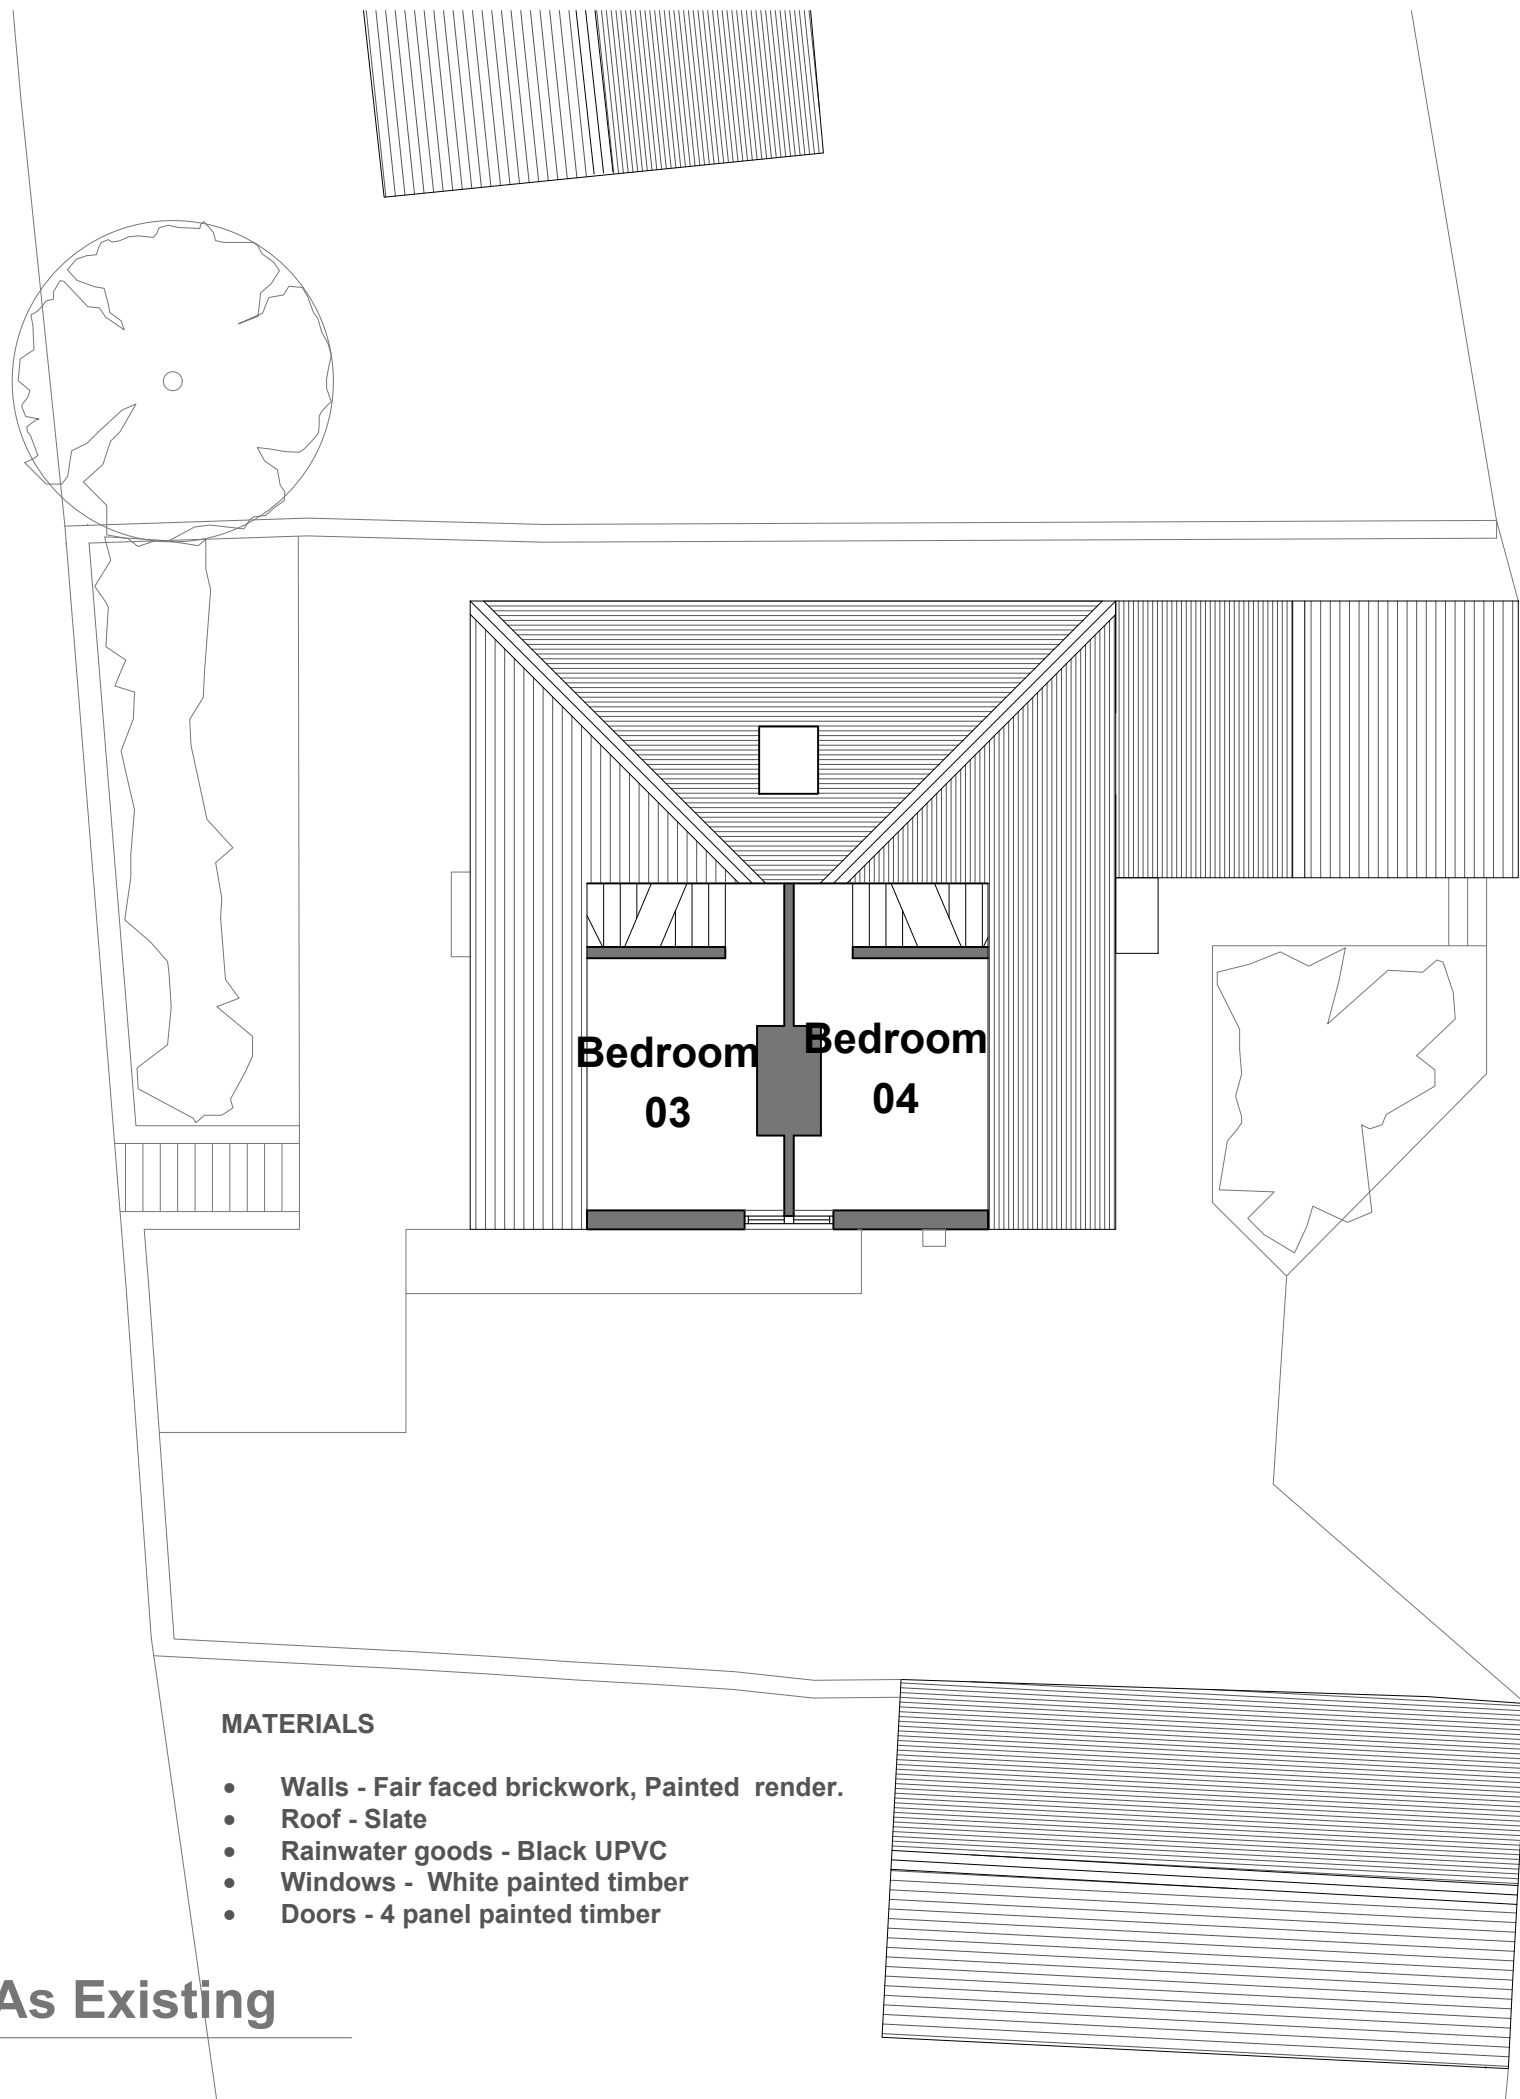 Bedroom
03
Bedroom
04
MATERIALS
• Walls - Fair faced brickwork, Painted  render.
• Roof - Slate
• Rainwater goods - Black UPVC
• Windows -  White painted timber
• Doors - 4 panel painted timber
As Existing